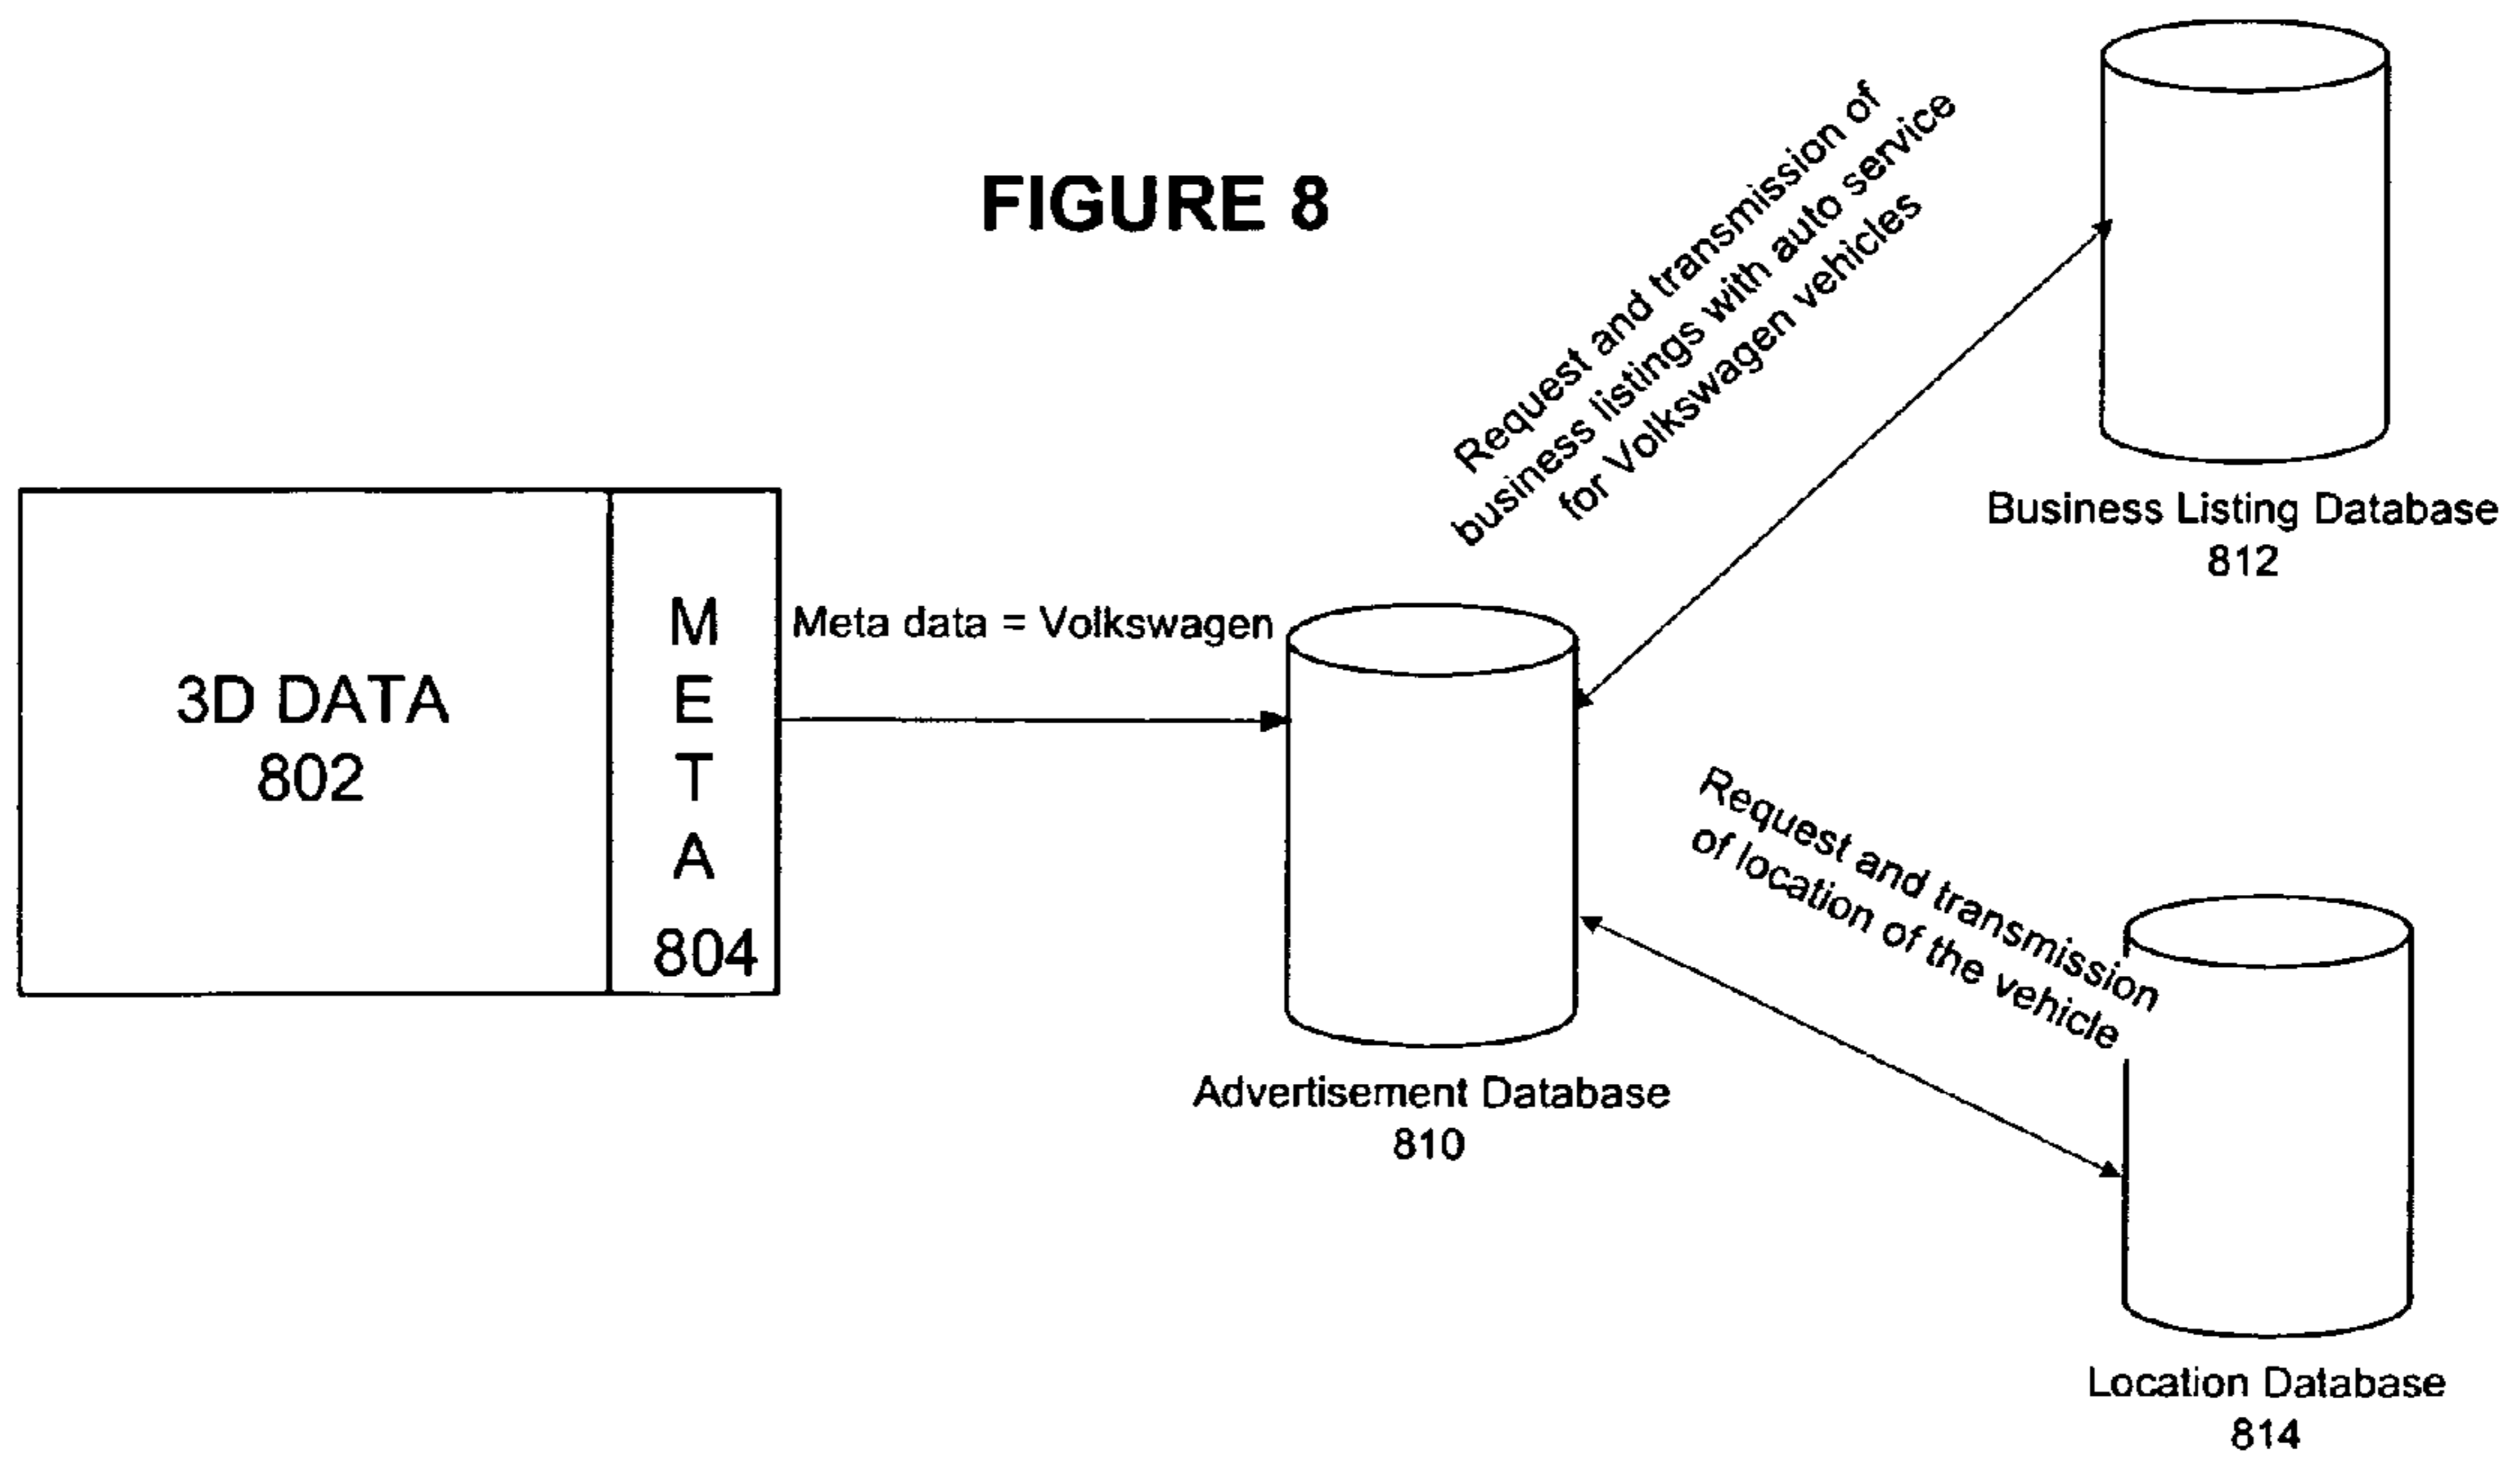 FIGURE 8
Request and transmission of
business listings with auto service
for Volkswagen vehicles
Business Listing Database
812
3D DATA
802
M
E
T
A
804
Meta data = Volkswagen
Advertisement Database
810
Request and transmission
of location of the vehicle
Location Database
814